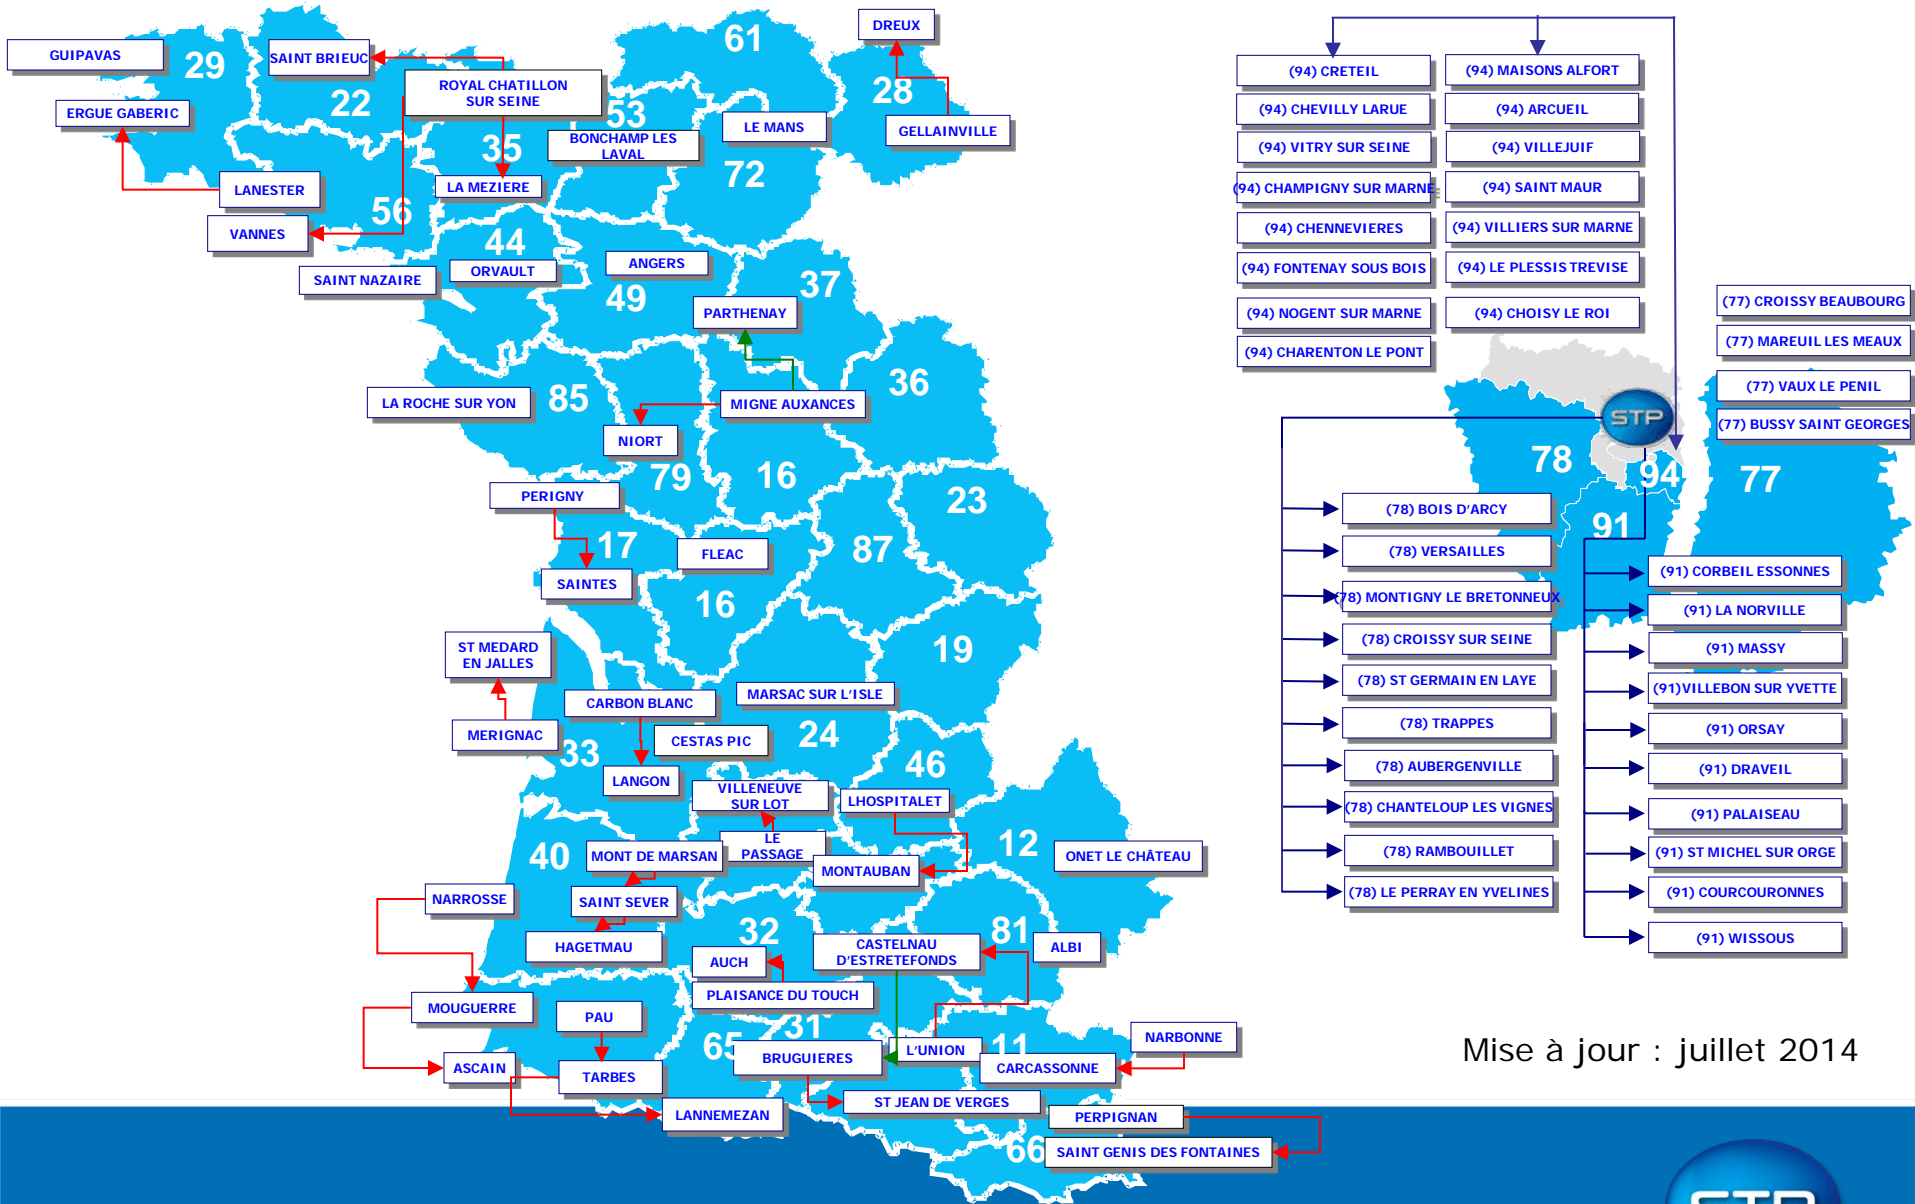 GUIPAVAS
29
SAINT BRIEUC
ERGUE GABERIC
22
ROYAL CHATILLON
SUR SEINE
61
DREUX
28
GELLAINVILLE
53
BONCHAMP LES
LAVAL
LE MANS
35
72
LANESTER
LA MEZIERE
56
VANNES
44
SAINT NAZAIRE
ORVAULT
ANGERS
49
37
PARTHENAY
LA ROCHE SUR YON
85
MIGNE AUXANCES
36
NIORT
79
16
PERIGNY
23
17
FLEAC
87
SAINTES
16
ST MEDARD
EN JALLES
19
CARBON BLANC
MARSAC SUR L'ISLE
MERIGNAC
33
CESTAS PIC
24
LANGON
46
VILLENEUVE
SUR LOT
LHOSPITALET
LE
PASSAGE
40
MONT DE MARSAN
MONTAUBAN
12
ONET LE CHÂTEAU
NARROSSE
SAINT SEVER
HAGETMAU
32
AUCH
CASTELNAU
D'ESTRETEFONDS
81
ALBI
MOUGUERRE
PLAISANCE DU TOUCH
PAU
31
65
BRUGUIERES
L'UNION
11
NARBONNE
CARCASSONNE
ASCAIN
TARBES
LANNEMEZAN
ST JEAN DE VERGES
PERPIGNAN
66
SAINT GENIS DES FONTAINES
(94) CRETEIL
(94) MAISONS ALFORT
(94) CHEVILLY LARUE
(94) ARCUEIL
(94) VITRY SUR SEINE
(94) VILLEJUIF
(94) CHAMPIGNY SUR MARNE
(94) SAINT MAUR
(94) CHENNEVIERES
(94) VILLIERS SUR MARNE
(94) FONTENAY SOUS BOIS
(94) LE PLESSIS TREVISE
(94) NOGENT SUR MARNE
(94) CHOISY LE ROI
(94) CHARENTON LE PONT
(77) CROISSY BEAUBOURG
(77) MAREUIL LES MEAUX
(77) VAUX LE PENIL
(77) BUSSY SAINT GEORGES
STP
78
94
77
91
(78) BOIS D'ARCY
(78) VERSAILLES
(78) MONTIGNY LE BRETONNEUX
(78) CROISSY SUR SEINE
(78) ST GERMAIN EN LAYE
(78) TRAPPES
(78) AUBERGENVILLE
(78) CHANTELOUP LES VIGNES
(78) RAMBOUILLET
(78) LE PERRAY EN YVELINES
(91) CORBEIL ESSONNES
(91) LA NORVILLE
(91) MASSY
(91)VILLEBON SUR YVETTE
(91) ORSAY
(91) DRAVEIL
(91) PALAISEAU
(91) ST MICHEL SUR ORGE
(91) COURCOURONNES
(91) WISSOUS
Mise à jour : juillet 2014
STP